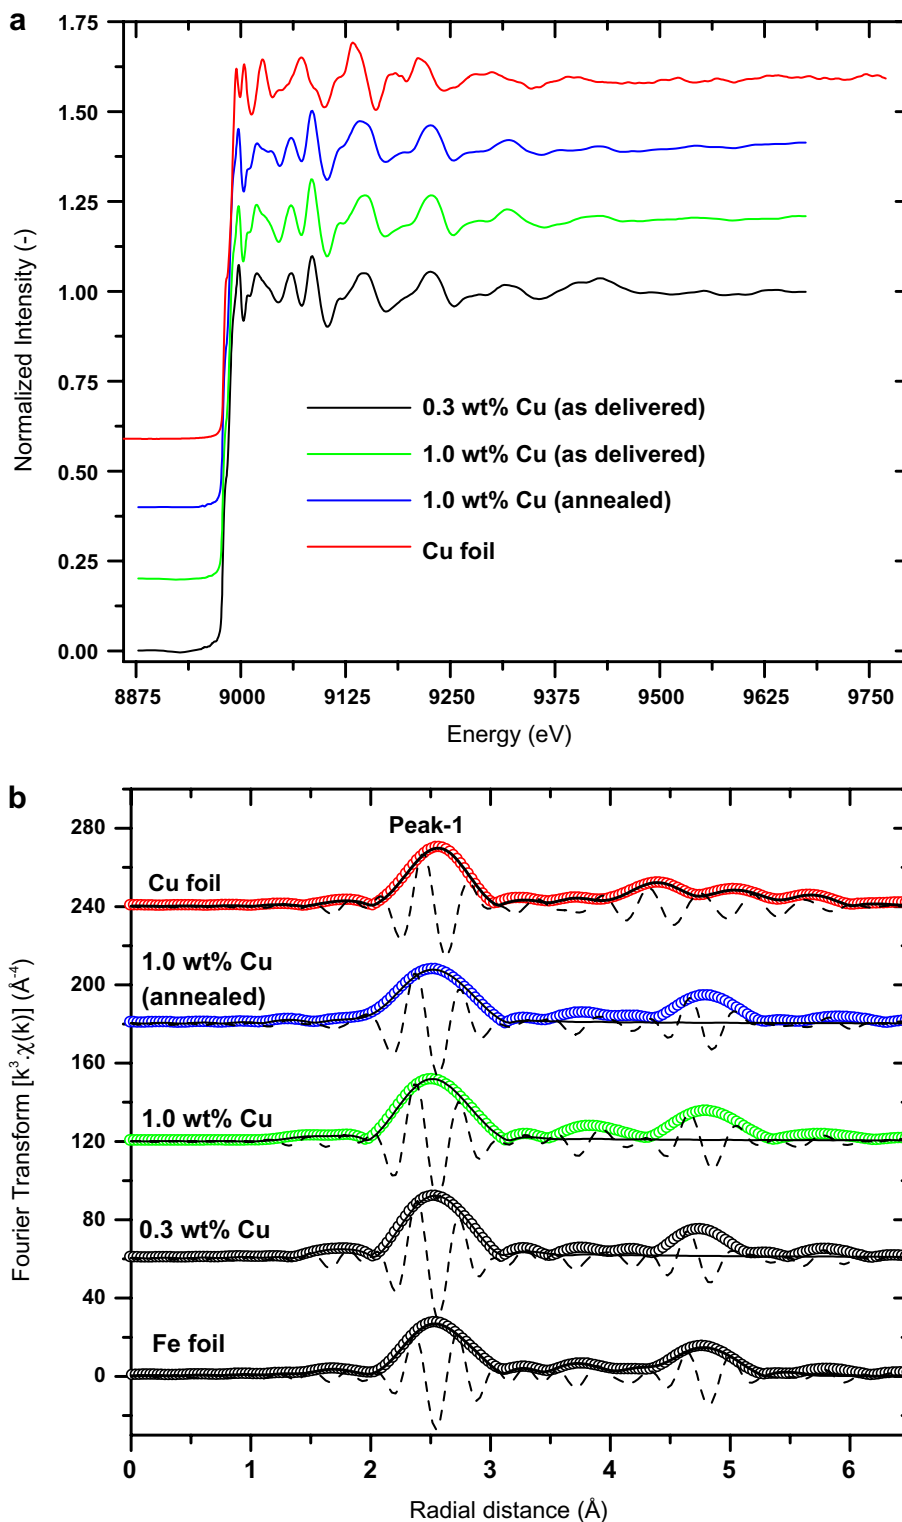 a
1.75
1.50
1.25
1.00
0.75
0.50
0.25
0.00
Normalized Intensity (-)
0.3 wt% Cu (as delivered)
1.0 wt% Cu (as delivered)
1.0 wt% Cu (annealed)
Cu foil
8875 9000 9125 9250 9375 9500 9625 9750
Energy (eV)
b
280
240
200
160
120
80
40
0
Fourier Transform [k³.χ(k)] (Å⁻⁴)
Peak-1
Cu foil
1.0 wt% Cu
(annealed)
1.0 wt% Cu
0.3 wt% Cu
Fe foil
0 1 2 3 4 5 6
Radial distance (Å)